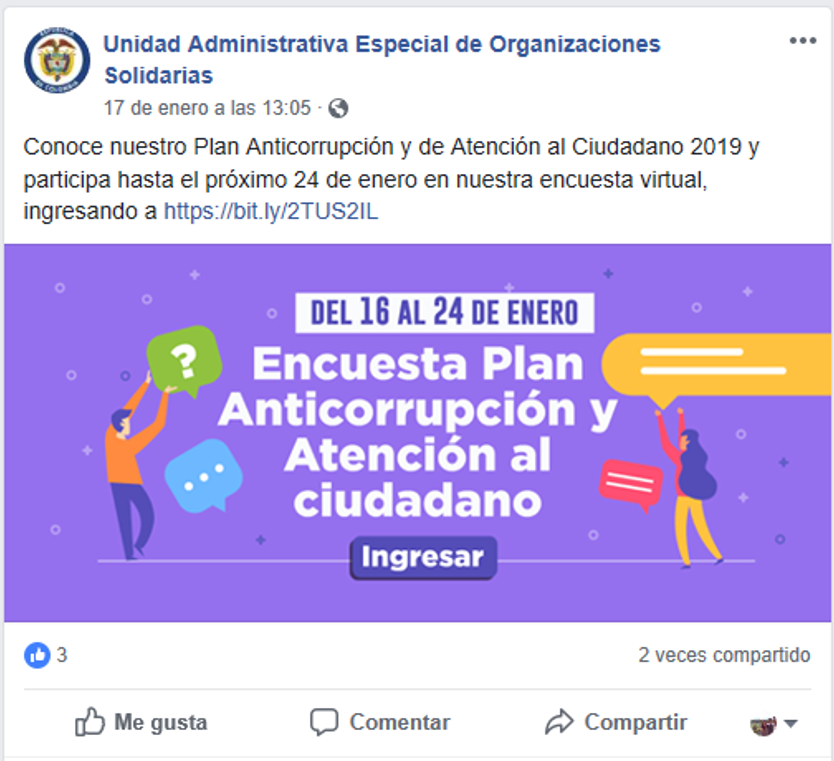 Unidad Administrativa Especial de Organizaciones
Solidarias
17 de enero a las 13:05 ·
Conoce nuestro Plan Anticorrupción y de Atención al Ciudadano 2019 y
participa hasta el próximo 24 de enero en nuestra encuesta virtual,
ingresando a https://bit.ly/2TUS2IL
DEL 16 AL 24 DE ENERO
Encuesta Plan
Anticorrupción y
Atención al
ciudadano
Ingresar
?
3
2 veces compartido
Me gusta
Comentar
Compartir